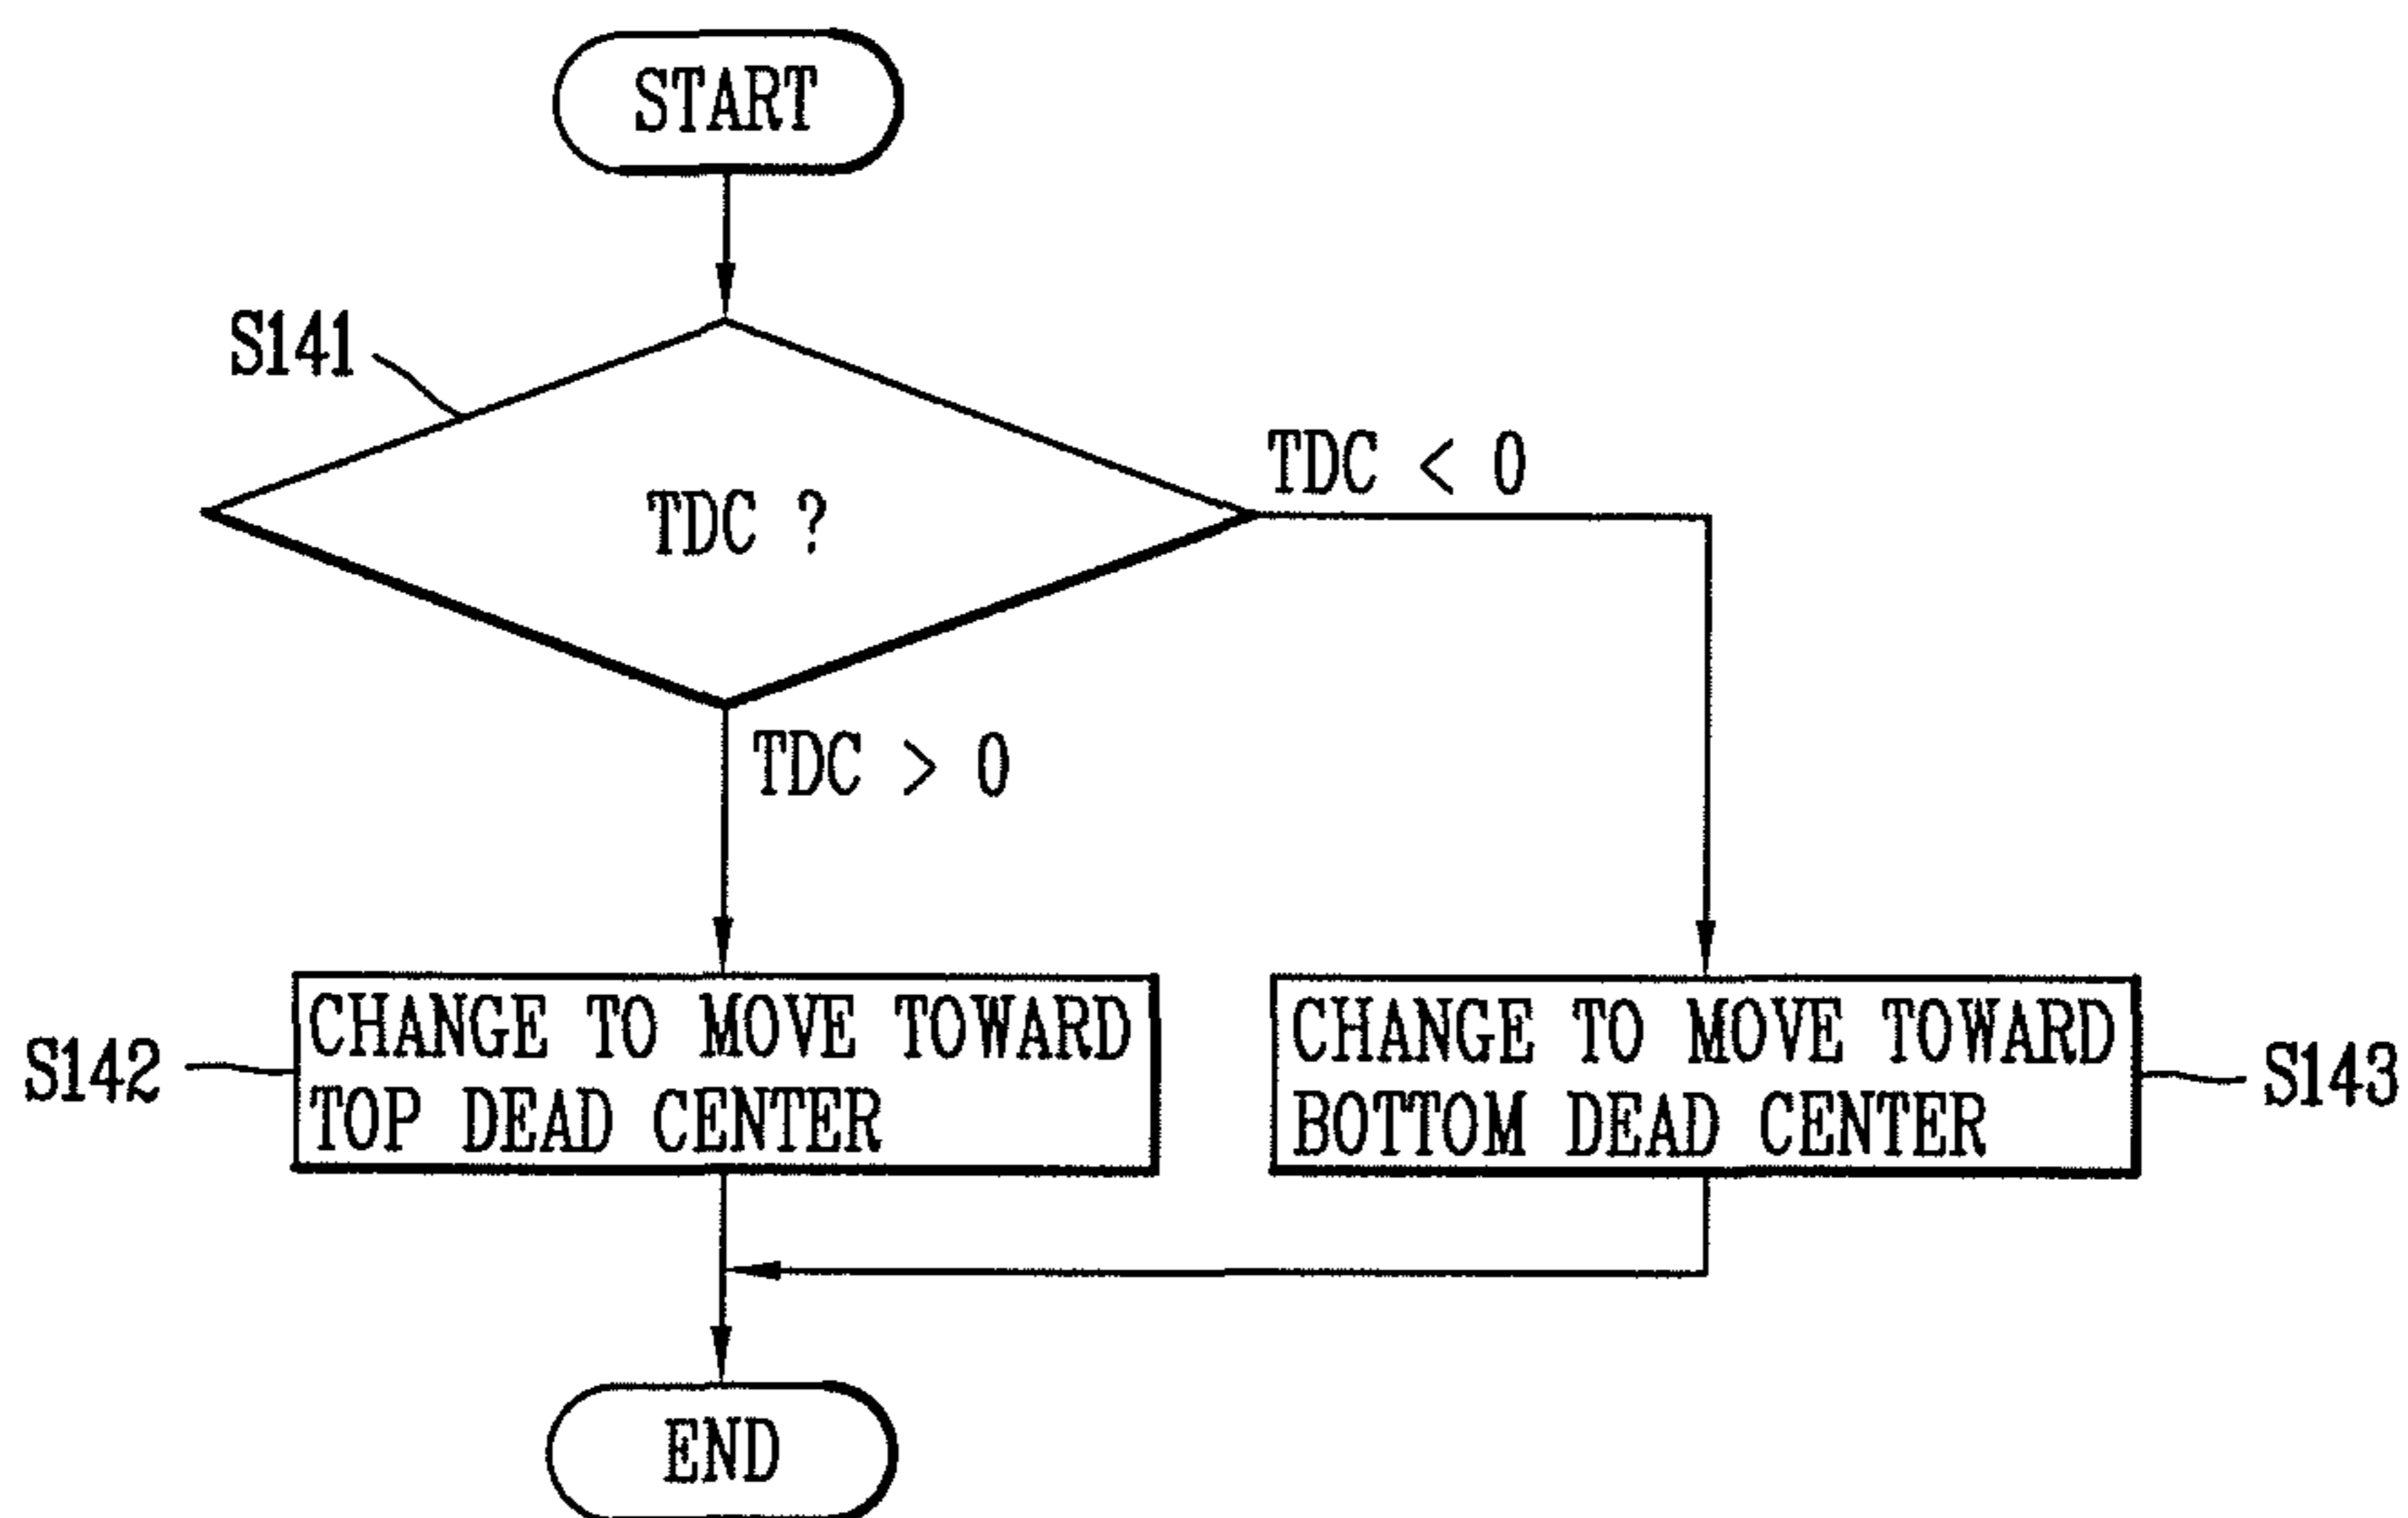 START
S141
TDC ?
TDC < 0
TDC > 0
S142
CHANGE TO MOVE TOWARD
TOP DEAD CENTER
CHANGE TO MOVE TOWARD
BOTTOM DEAD CENTER
S143
END